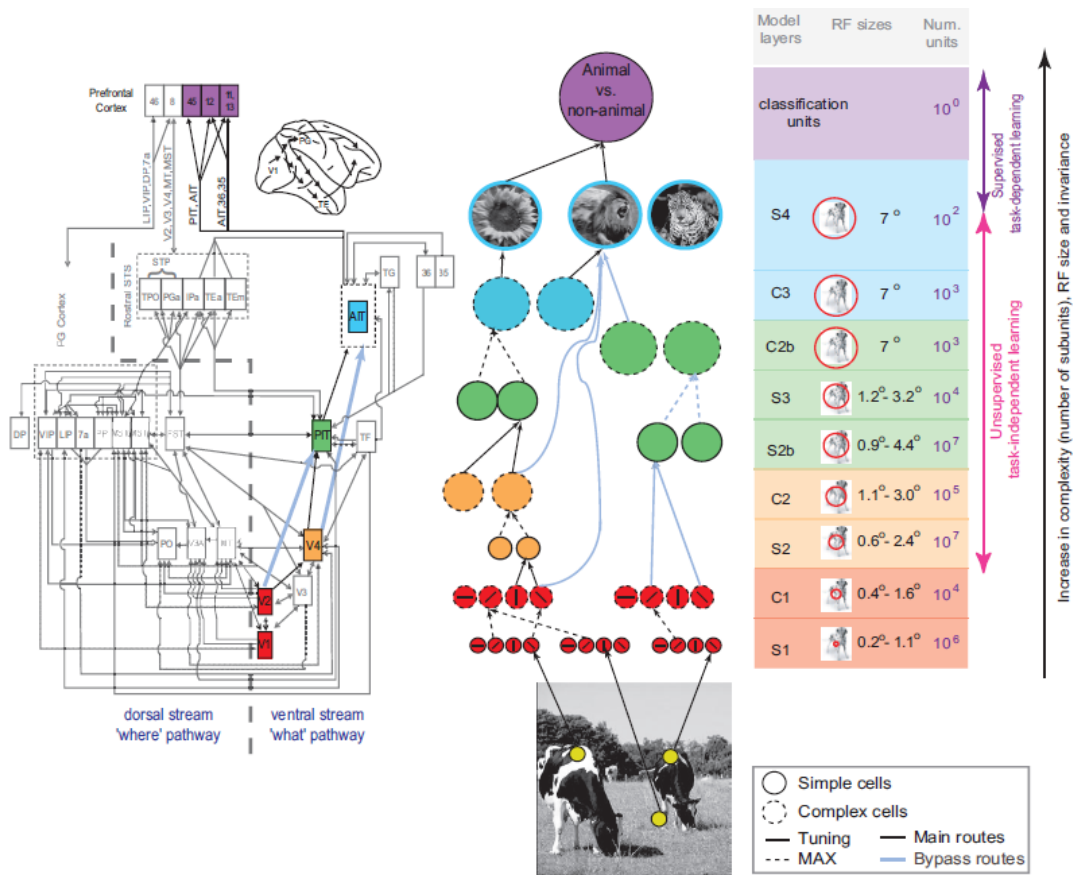 Prefrontal
Cortex
46
8
45
12
11,
13
LIP,VIP,DP,7a
V2,V3,V4,MT,MST
PIT,AIT
AIT,36,35
PG
V1
TE
Rostral STS
STP
TPO
PGa
IPa
TEa
TEm
TG
36
35
AIT
DP
VIP
LIP
7a
PP
FST
PIT
TF
PO
V3A
MT
V4
V2
V3
V1
dorsal stream
'where' pathway
ventral stream
'what' pathway
Animal
vs.
non-animal
Model
layers
RF sizes
Num.
units
classification
units
10⁰
S4
7 °
10²
C3
7 °
10³
C2b
7 °
10³
S3
1.2°- 3.2°
10⁴
S2b
0.9°- 4.4°
10⁷
C2
1.1°- 3.0°
10⁵
S2
0.6°- 2.4°
10⁷
C1
0.4°- 1.6°
10⁴
S1
0.2°- 1.1°
10⁶
Supervised
task-dependent learning
Unsupervised
task-independent learning
Increase in complexity (number of subunits), RF size and invariance
Simple cells
Complex cells
Tuning
Main routes
MAX
Bypass routes